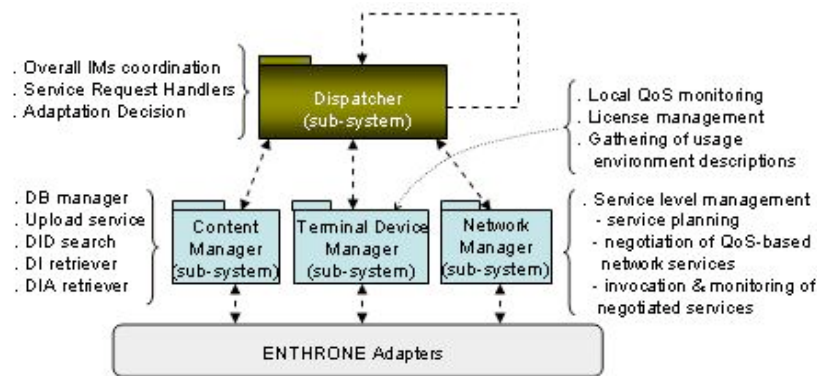 . Overall IMs coordination
. Service Request Handlers
. Adaptation Decision
Dispatcher
(sub-system)
. Local QoS monitoring
. License management
. Gathering of usage
environment descriptions
. DB manager
. Upload service
. DID search
. DI retriever
. DIA retriever
Content
Manager
(sub-system)
Terminal Device
Manager
(sub-system)
Network
Manager
(sub-system)
. Service level management
- service planning
- negotiation of QoS-based
network services
- invocation & monitoring of
negotiated services
ENTHRONE Adapters